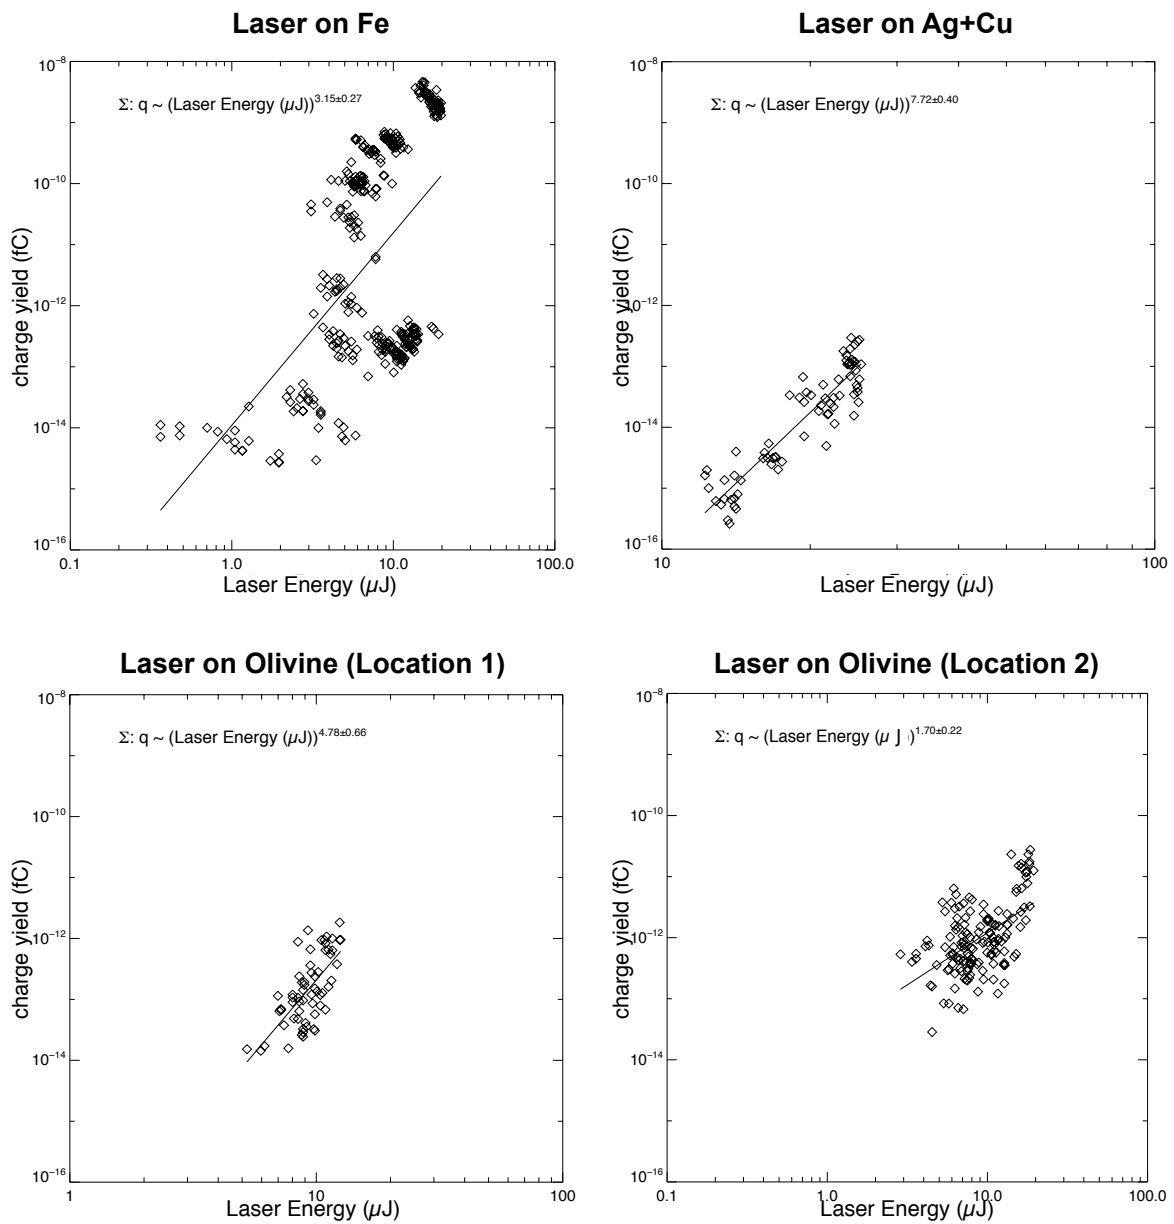 Laser on Fe
Σ: q ~ (Laser Energy (μJ))^3.15±0.27
charge yield (fC)
10^-8
10^-10
10^-12
10^-14
10^-16
0.1 1.0 10.0 100.0
Laser Energy (μJ)
Laser on Ag+Cu
Σ: q ~ (Laser Energy (μJ))^7.72±0.40
charge yield (fC)
10^-8
10^-10
10^-12
10^-14
10^-16
10 100
Laser Energy (μJ)
Laser on Olivine (Location 1)
Σ: q ~ (Laser Energy (μJ))^4.78±0.66
charge yield (fC)
10^-8
10^-10
10^-12
10^-14
10^-16
1 10 100
Laser Energy (μJ)
Laser on Olivine (Location 2)
Σ: q ~ (Laser Energy (μ J))^1.70±0.22
charge yield (fC)
10^-8
10^-10
10^-12
10^-14
10^-16
0.1 1.0 10.0 100.0
Laser Energy (μJ)